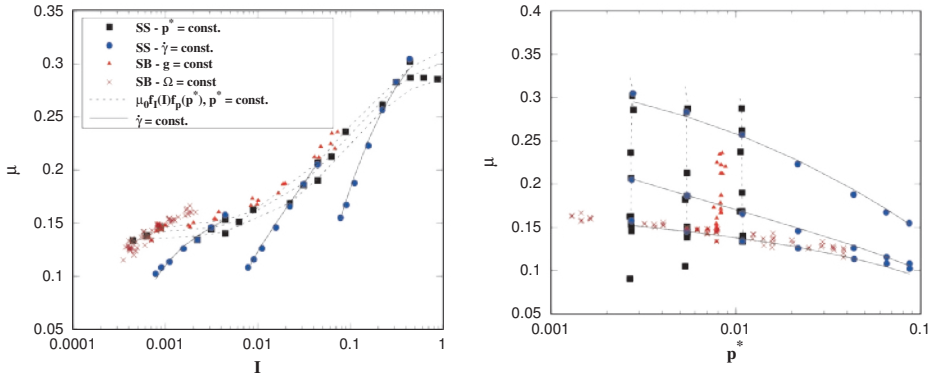 0.35
0.3
0.25
0.2
0.15
0.1
0.05
μ
0.0001
0.001
0.01
0.1
1
I
SS - p* = const.
SS - γ̇ = const.
SB - g = const
SB - Ω = const
μ₀f_I(I)f_p(p*), p* = const.
γ̇ = const.
0.4
0.35
0.3
0.25
0.2
0.15
0.1
0.05
μ
0.001
0.01
0.1
p*